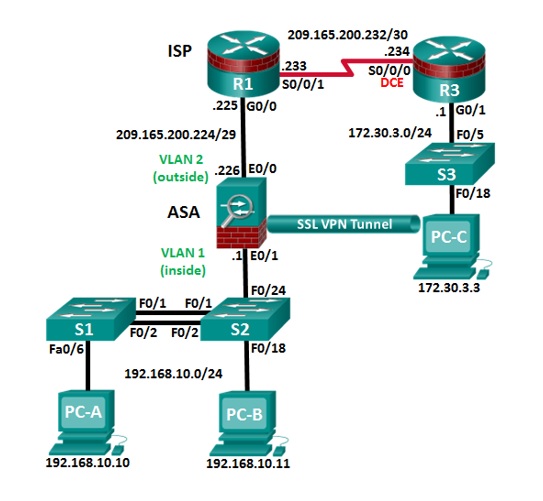 209.165.200.232/30
ISP
.233
.234
R1
S0/0/1
S0/0/0
DCE
R3
.225 G0/0
.1 G0/1
209.165.200.224/29
172.30.3.0/24
F0/5
VLAN 2
(outside)
.226 E0/0
S3
F0/18
ASA
SSL VPN Tunnel
PC-C
VLAN 1
(inside)
.1 E0/1
172.30.3.3
F0/24
F0/1
F0/1
S1
F0/2
F0/2
S2
Fa0/6
F0/18
192.168.10.0/24
PC-A
PC-B
192.168.10.10
192.168.10.11